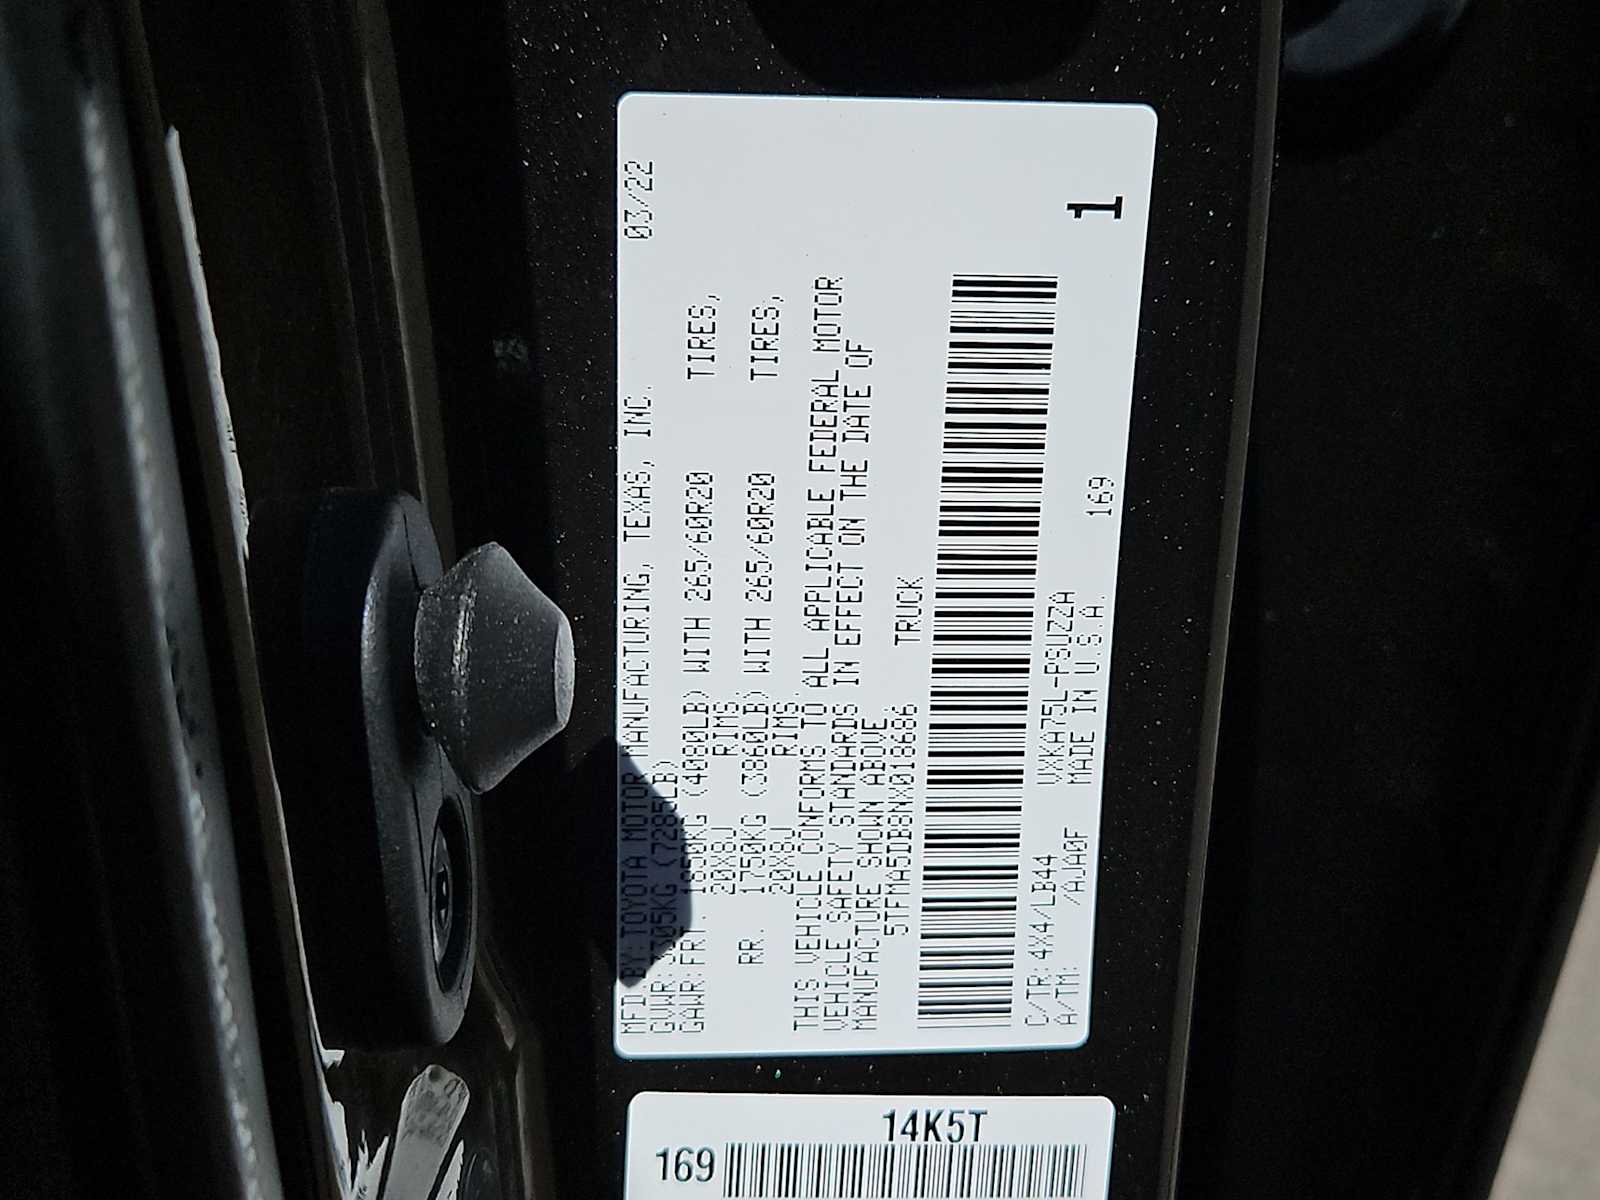 MFD. BY: TOYOTA MOTOR MANUFACTURING, TEXAS, INC. 03/22
GVWR: 3305KG (7285LB)
GAWR: FRT. 1850KG (4080LB) WITH 265/60R20 TIRES,
20X8J RIMS,
RR. 1750KG (3860LB) WITH 265/60R20 TIRES,
20X8J RIMS.
THIS VEHICLE CONFORMS TO ALL APPLICABLE FEDERAL MOTOR
VEHICLE SAFETY STANDARDS IN EFFECT ON THE DATE OF
MANUFACTURE SHOWN ABOVE
5TFMA5DB8NX018686 TRUCK
C/TR: 4X4/LB44 VXKA75L-PSUZZA
A/TM: /AJA0F MADE IN U.S.A. 169
1
14K5T
169